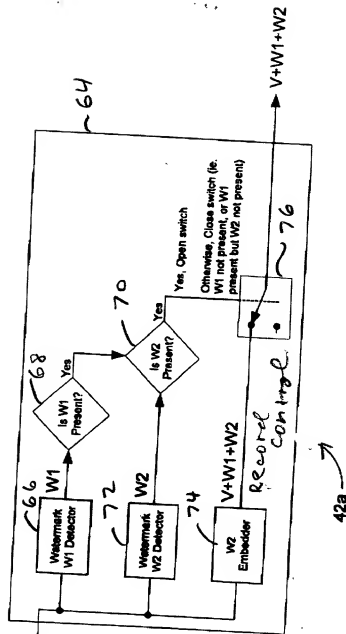 64
66
Watermark
W1 Detector
W1
68
Is W1
Present?
Yes
70
72
Watermark
W2 Detector
W2
Is W2
Present?
Yes
Yes, Open switch
Otherwise, Close switch (ie.
W1 not present, or W1
present but W2 not present)
74
W2
Embedder
V+W1+W2
Record
control
76
V+W1+W2
42a